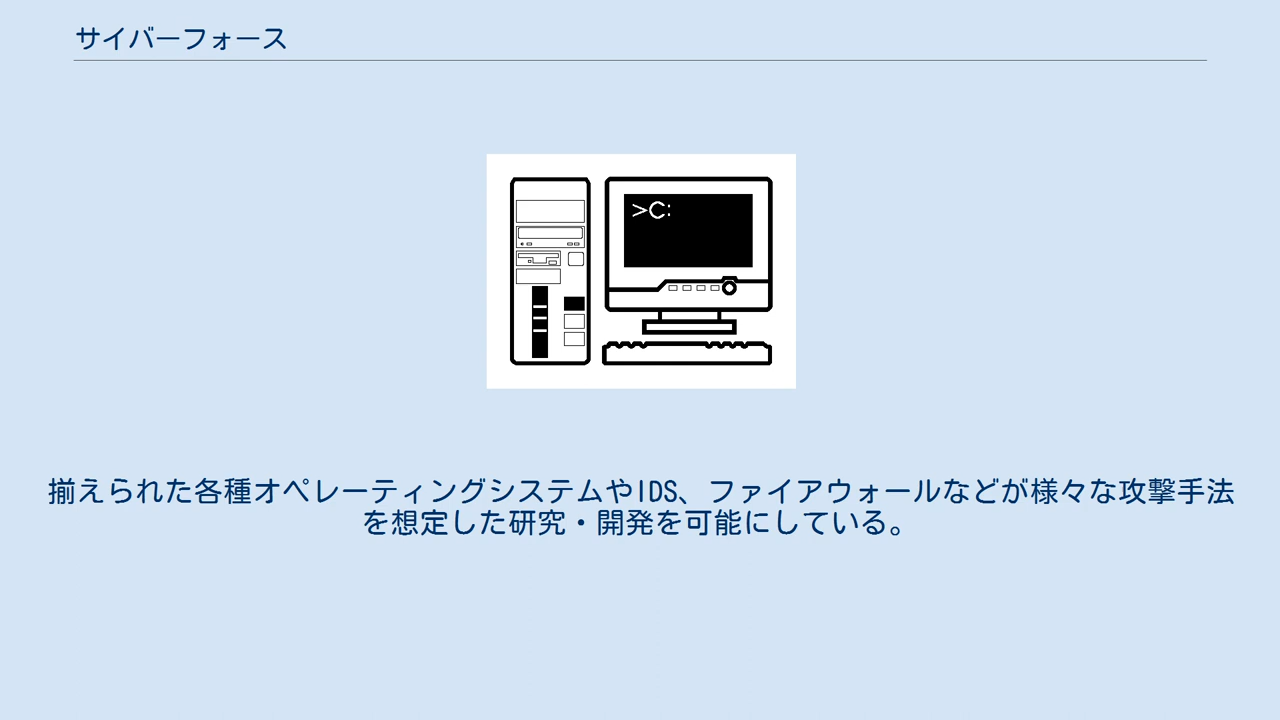 サイバーフォース
>C:
揃えられた各種オペレーティングシステムやIDS、ファイアウォールなどが様々な攻撃手法
を想定した研究・開発を可能にしている。